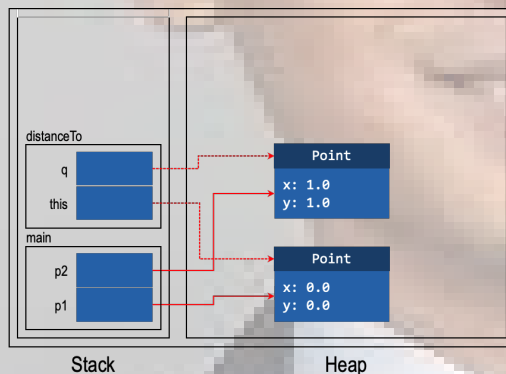 distanceTo
q
this
main
p2
p1
Point
x: 1.0
y: 1.0
Point
x: 0.0
y: 0.0
Stack
Heap